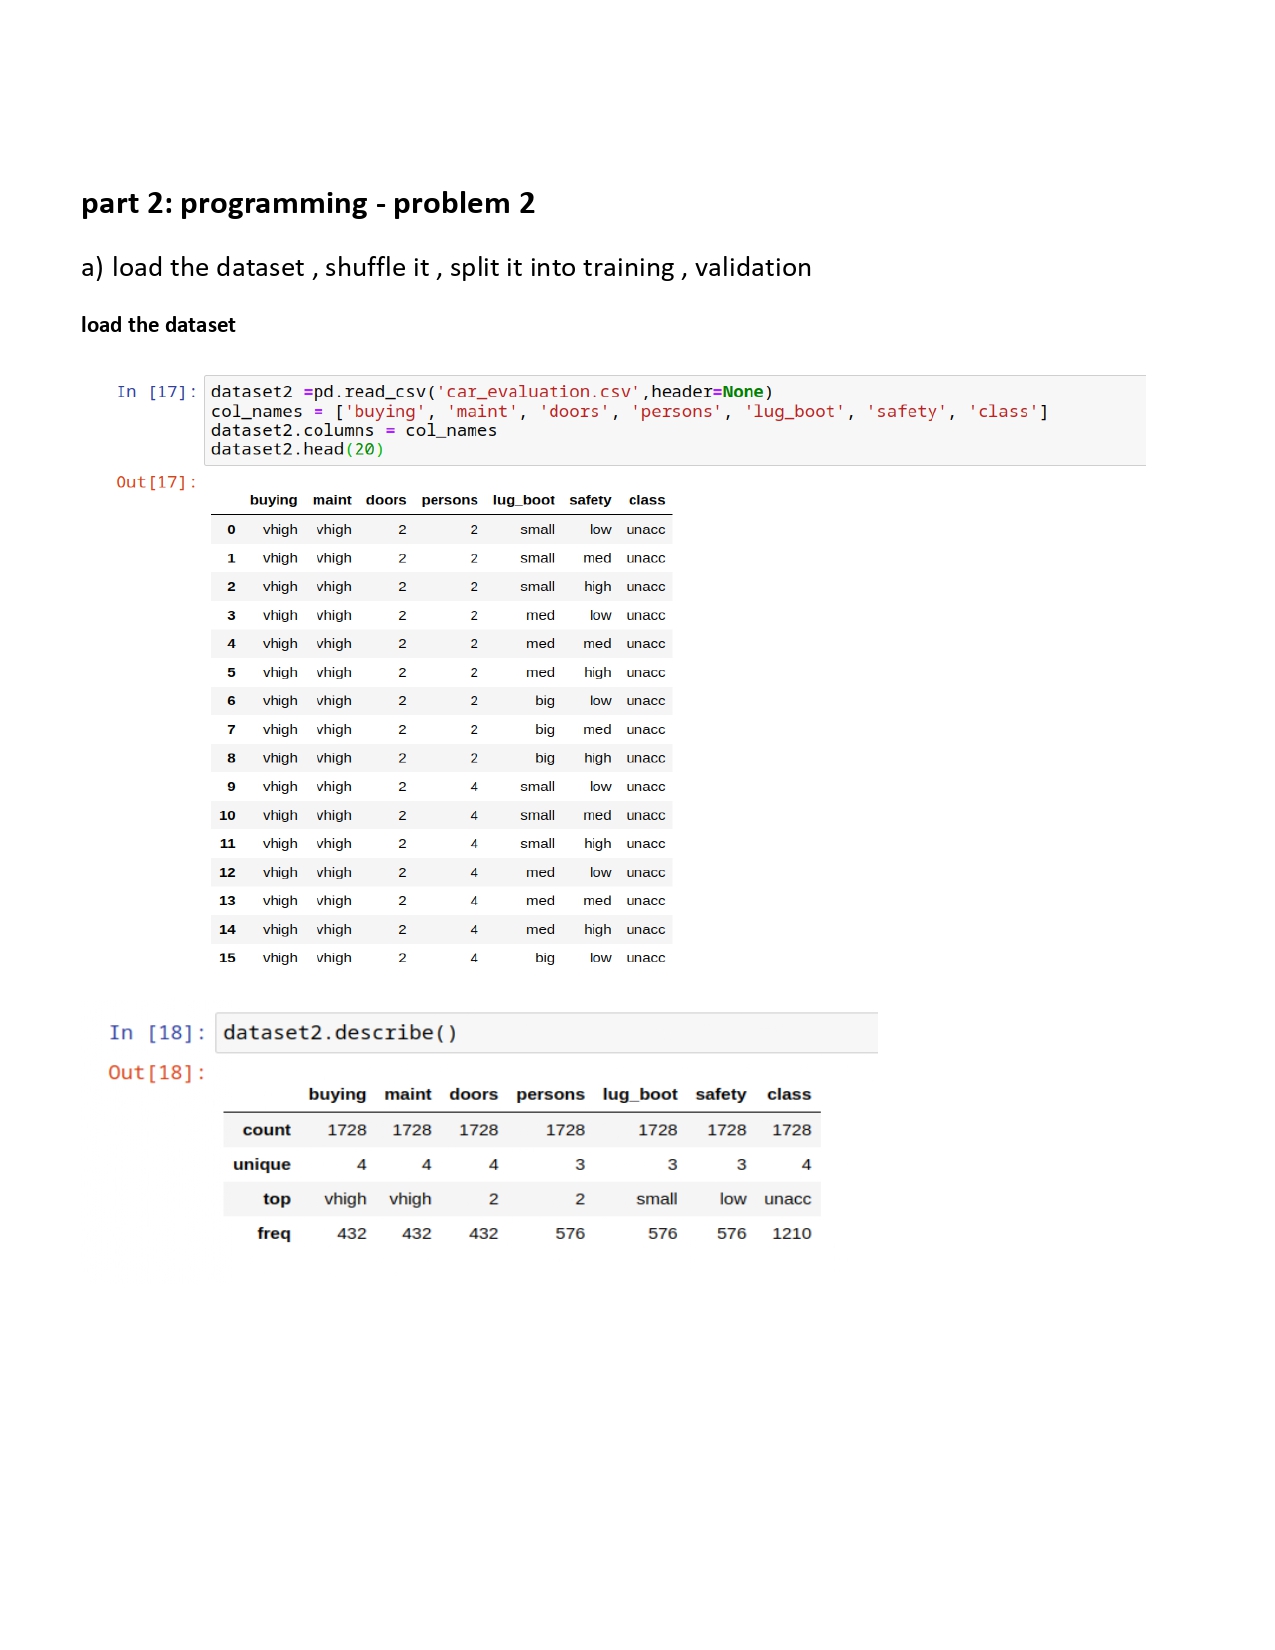 part 2: programming - problem 2
a) load the dataset , shuffle it , split it into training , validation
load the dataset
In [17]: dataset2 =pd.read_csv('car_evaluation.csv',header=None)
col_names = ['buying', 'maint', 'doors', 'persons', 'lug_boot', 'safety', 'class']
dataset2.columns = col_names
dataset2.head(20)
Out[17]:
buying maint doors persons lug_boot safety class
0 vhigh vhigh 2 2 small low unacc
1 vhigh vhigh 2 2 small med unacc
2 vhigh vhigh 2 2 small high unacc
3 vhigh vhigh 2 2 med low unacc
4 vhigh vhigh 2 2 med med unacc
5 vhigh vhigh 2 2 med high unacc
6 vhigh vhigh 2 2 big low unacc
7 vhigh vhigh 2 2 big med unacc
8 vhigh vhigh 2 2 big high unacc
9 vhigh vhigh 2 4 small low unacc
10 vhigh vhigh 2 4 small med unacc
11 vhigh vhigh 2 4 small high unacc
12 vhigh vhigh 2 4 med low unacc
13 vhigh vhigh 2 4 med med unacc
14 vhigh vhigh 2 4 med high unacc
15 vhigh vhigh 2 4 big low unacc
In [18]: dataset2.describe()
Out[18]:
buying maint doors persons lug_boot safety class
count 1728 1728 1728 1728 1728 1728 1728
unique 4 4 4 3 3 3 4
top vhigh vhigh 2 2 small low unacc
freq 432 432 432 576 576 576 1210